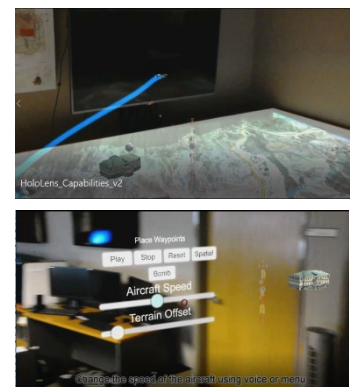 HoloLens_Capabilities_v2
Place Waypoints
Play Stop Reset Spatial
Bomb
Aircraft Speed
Terrain Offset
change the speed of the aircraft using voice or menu